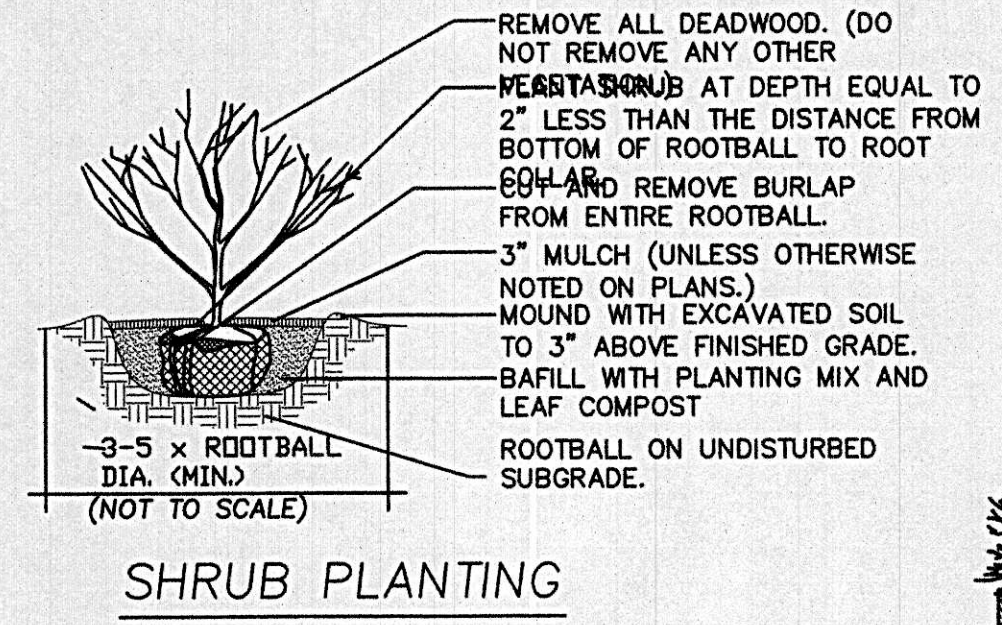 REMOVE ALL DEADWOOD. (DO
NOT REMOVE ANY OTHER
VEGETATION.)
PLANT SHRUB AT DEPTH EQUAL TO
2" LESS THAN THE DISTANCE FROM
BOTTOM OF ROOTBALL TO ROOT
COLLAR.
CUT AND REMOVE BURLAP
FROM ENTIRE ROOTBALL.
3" MULCH (UNLESS OTHERWISE
NOTED ON PLANS.)
MOUND WITH EXCAVATED SOIL
TO 3" ABOVE FINISHED GRADE.
BAFILL WITH PLANTING MIX AND
LEAF COMPOST
ROOTBALL ON UNDISTURBED
SUBGRADE.
3-5 x ROOTBALL
DIA. (MIN.)
(NOT TO SCALE)
SHRUB PLANTING